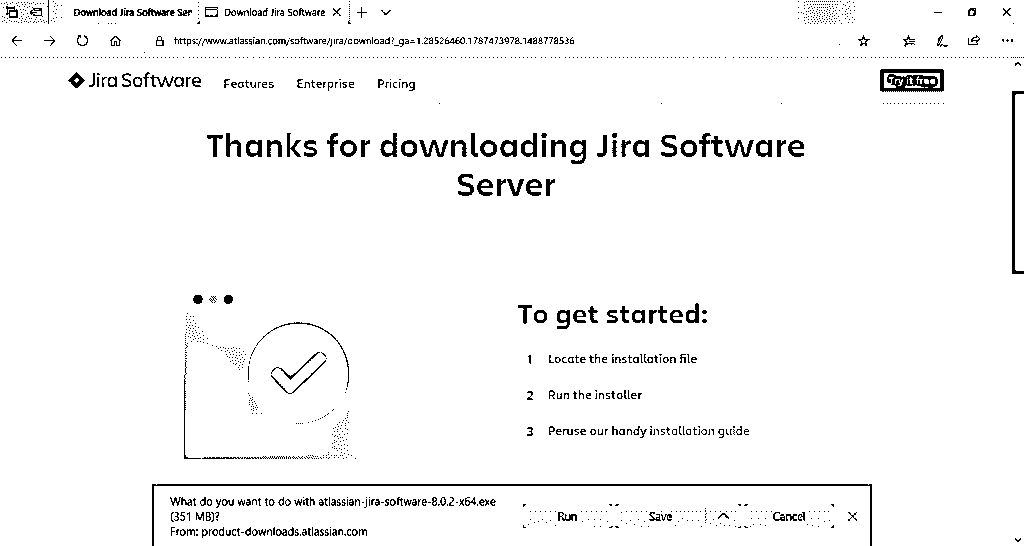 Download Jira Software Ser
Download Jira Software
https://www.atlassian.com/software/jira/download?_ga=1.28526460.1787473978.1488778536
Jira Software
Features
Enterprise
Pricing
Try it free
Thanks for downloading Jira Software
Server
To get started:
1 Locate the installation file
2 Run the installer
3 Peruse our handy installation guide
What do you want to do with atlassian-jira-software-8.0.2-x64.exe
(351 MB)?
From: product-downloads.atlassian.com
Run
Save
Cancel